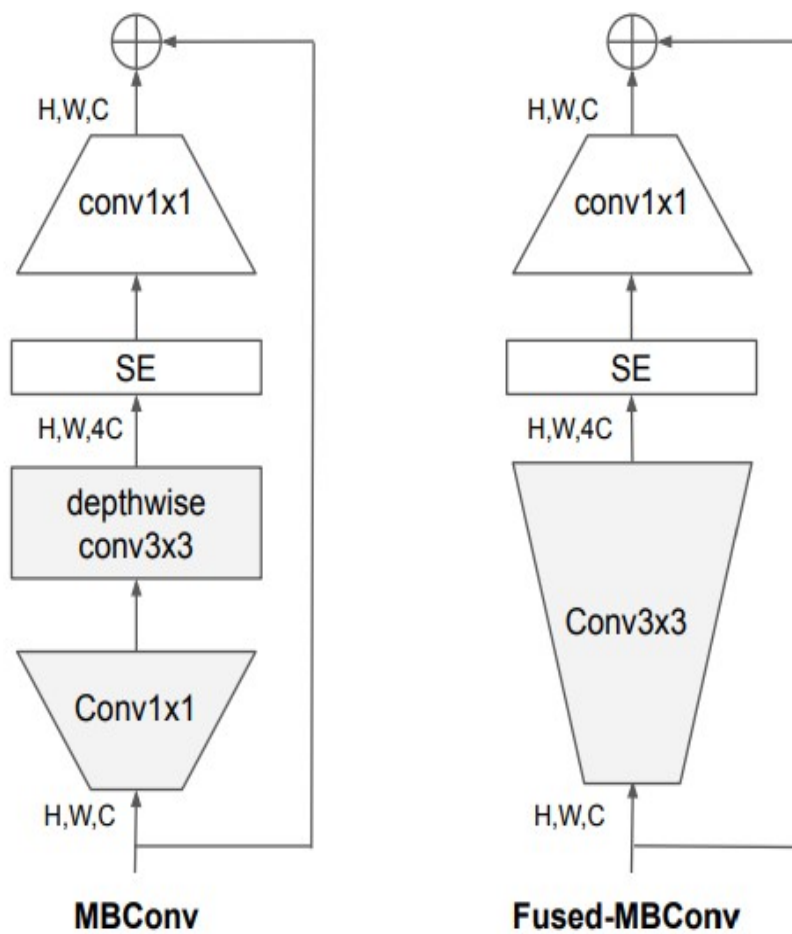 H,W,C
conv1x1
SE
H,W,4C
depthwise
conv3x3
Conv1x1
H,W,C
MBConv
H,W,C
conv1x1
SE
H,W,4C
Conv3x3
H,W,C
Fused-MBConv